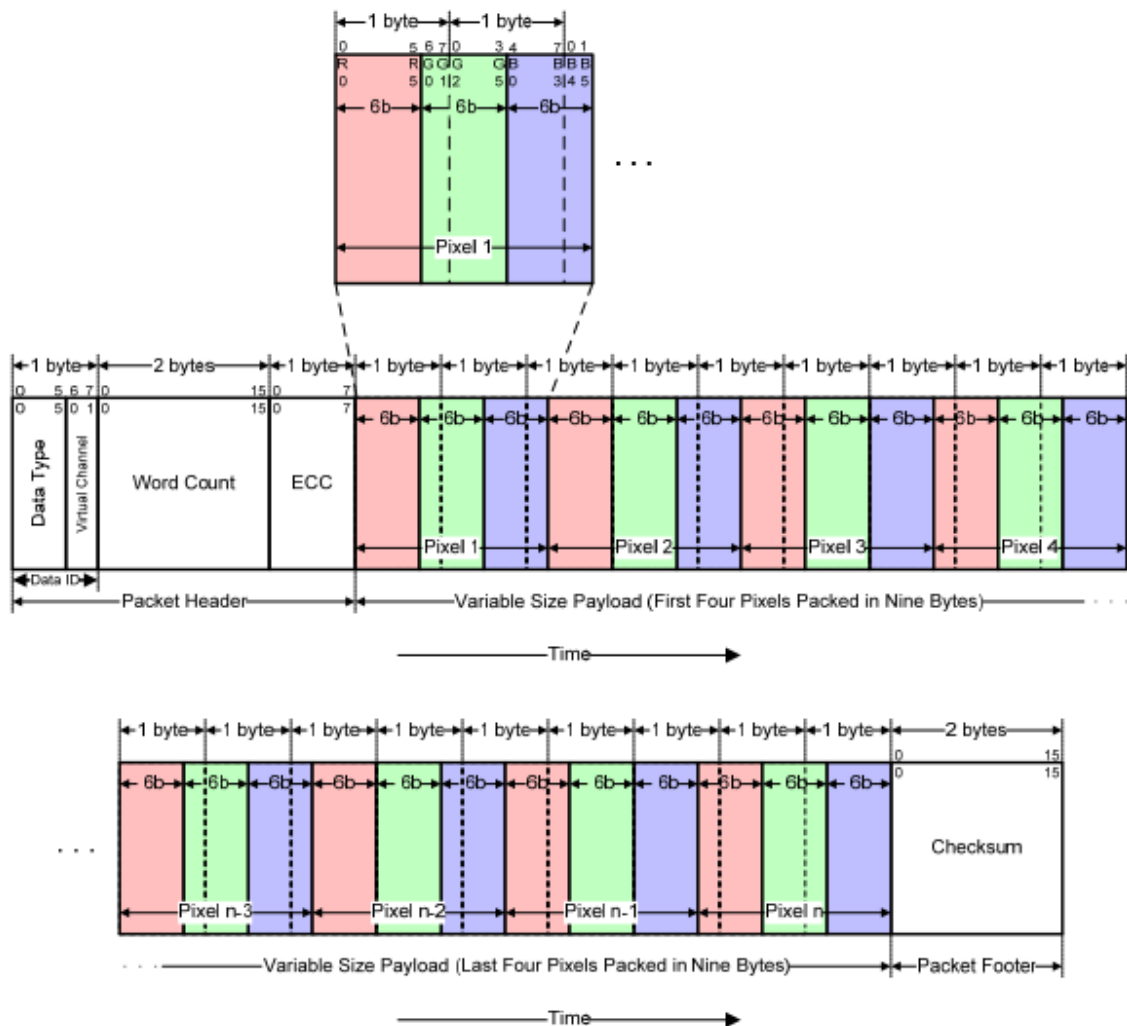 1 byte 1 byte
0 5 6 7 0 3 4 7 0 1
R R G G G G B B B B
0 5 0 1 2 5 0 3 4 5
6b 6b 6b
. . .
Pixel 1
1 byte 2 bytes 1 byte 1 byte 1 byte 1 byte 1 byte 1 byte 1 byte 1 byte 1 byte 1 byte
0 5 6 7 0 15 0 7
0 5 0 1 0 15 0 7
6b 6b 6b 6b 6b 6b 6b 6b 6b 6b 6b 6b
Data Type
Virtual Channel
Word Count
ECC
Pixel 1 Pixel 2 Pixel 3 Pixel 4
Data ID
Packet Header
Variable Size Payload (First Four Pixels Packed in Nine Bytes)
. . .
Time
1 byte 1 byte 1 byte 1 byte 1 byte 1 byte 1 byte 1 byte 1 byte 2 bytes
0 15
0 15
6b 6b 6b 6b 6b 6b 6b 6b 6b 6b 6b 6b
. . .
Checksum
Pixel n-3 Pixel n-2 Pixel n-1 Pixel n
. . .
Variable Size Payload (Last Four Pixels Packed in Nine Bytes)
Packet Footer
Time